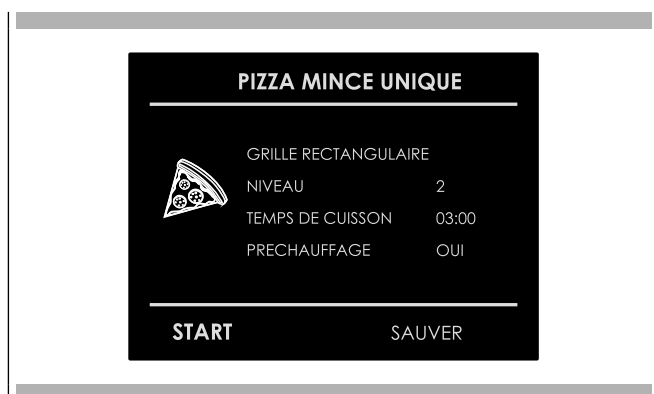 PIZZA MINCE UNIQUE
GRILLE RECTANGULAIRE
NIVEAU 2
TEMPS DE CUISSON 03:00
PRECHAUFFAGE OUI
START SAUVER